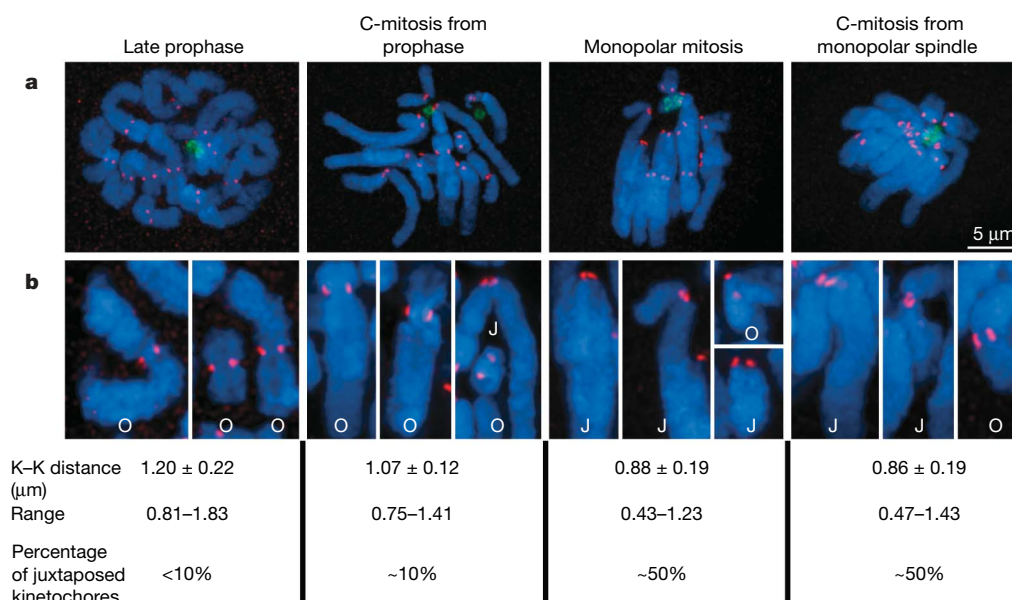 Late prophase
C-mitosis from
prophase
Monopolar mitosis
C-mitosis from
monopolar spindle
a
5 μm
b
J
O
O
O
O
O
O
O
J
O
J
J
J
J
O
K–K distance 1.20 ± 0.22 1.07 ± 0.12 0.88 ± 0.19 0.86 ± 0.19
(μm)
Range 0.81–1.83 0.75–1.41 0.43–1.23 0.47–1.43
Percentage
of juxtaposed <10% ~10% ~50% ~50%
kinetochores